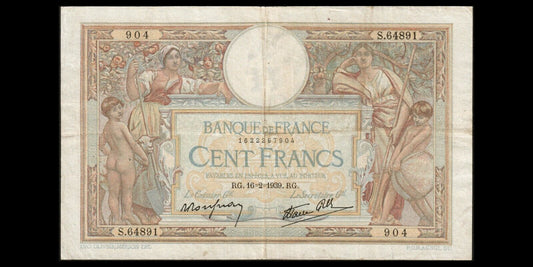 904
S.64891
BANQUE DE FRANCE
1622257904
CENT FRANCS
PAYABLES EN ESPÈCES, A VUE, AU PORTEUR
RG. 16-2-1939. RG.
Le Caissier Gal
Le Secrétaire Gal
S.64891
904